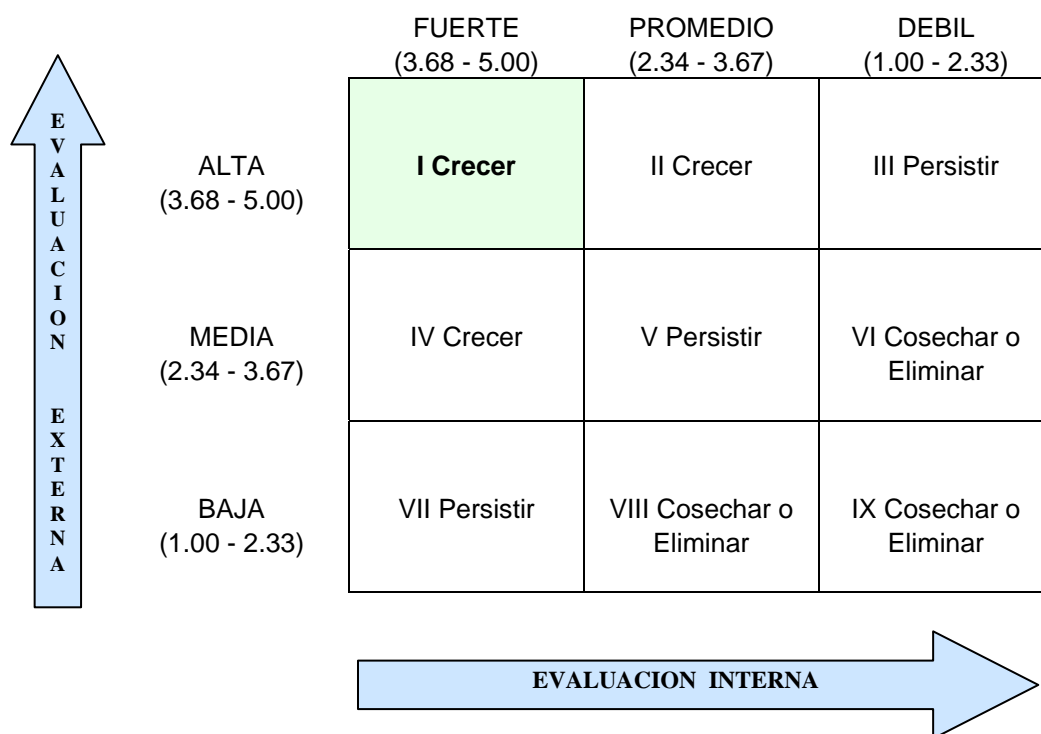 FUERTE PROMEDIO DEBIL
(3.68 - 5.00) (2.34 - 3.67) (1.00 - 2.33)
ALTA
(3.68 - 5.00)
I Crecer
II Crecer
III Persistir
MEDIA
(2.34 - 3.67)
IV Crecer
V Persistir
VI Cosechar o
Eliminar
BAJA
(1.00 - 2.33)
VII Persistir
VIII Cosechar o
Eliminar
IX Cosechar o
Eliminar
EVALUACION EXTERNA
EVALUACION INTERNA